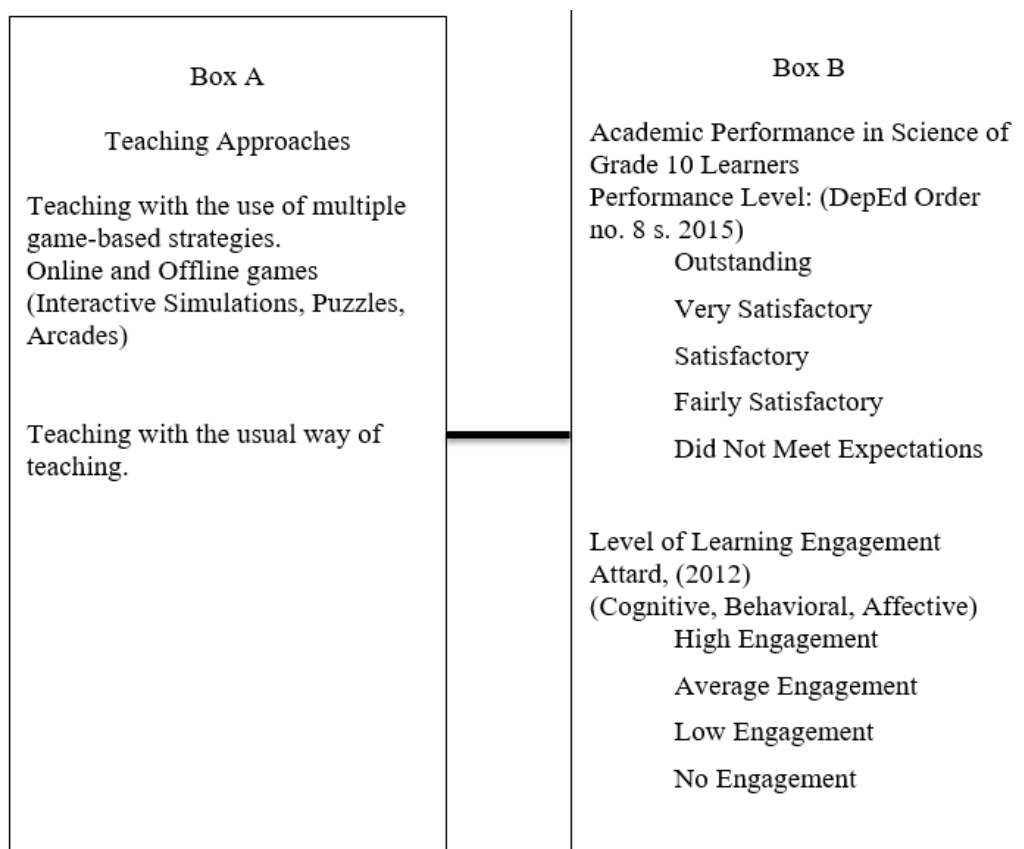 Box A
Teaching Approaches
Teaching with the use of multiple
game-based strategies.
Online and Offline games
(Interactive Simulations, Puzzles,
Arcades)
Teaching with the usual way of
teaching.
Box B
Academic Performance in Science of
Grade 10 Learners
Performance Level: (DepEd Order
no. 8 s. 2015)
Outstanding
Very Satisfactory
Satisfactory
Fairly Satisfactory
Did Not Meet Expectations
Level of Learning Engagement
Attard, (2012)
(Cognitive, Behavioral, Affective)
High Engagement
Average Engagement
Low Engagement
No Engagement